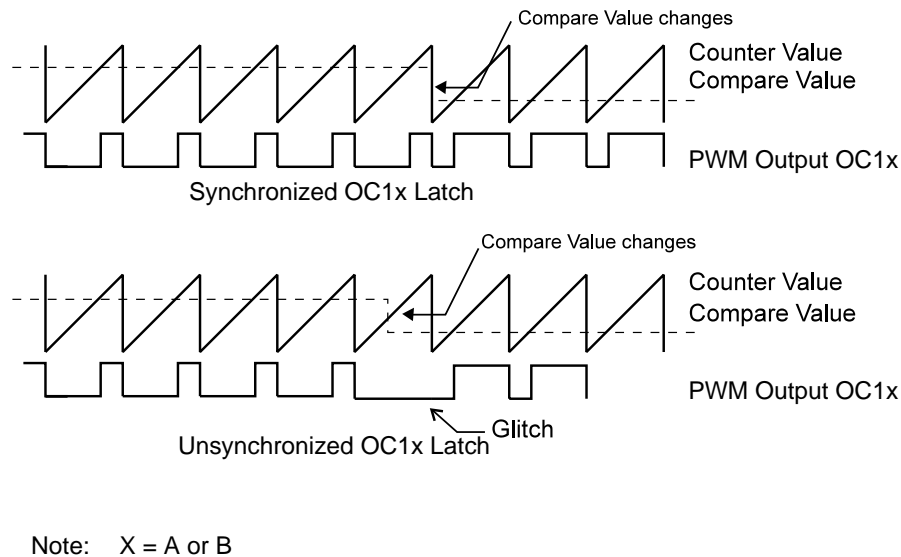 Compare Value changes
Counter Value
Compare Value
PWM Output OC1x
Synchronized OC1x Latch
Compare Value changes
Counter Value
Compare Value
PWM Output OC1x
Glitch
Unsynchronized OC1x Latch
Note: X = A or B